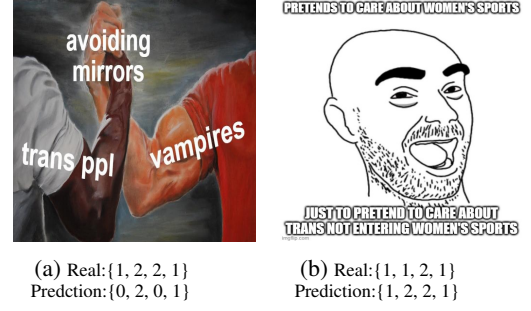 avoiding
mirrors
trans ppl
vampires
(a) Real:{1, 2, 2, 1}
Predction:{0, 2, 0, 1}
PRETENDS TO CARE ABOUT WOMEN'S SPORTS
JUST TO PRETEND TO CARE ABOUT
TRANS NOT ENTERING WOMEN'S SPORTS
imgflip.com
(b) Real:{1, 1, 2, 1}
Prediction:{1, 2, 2, 1}